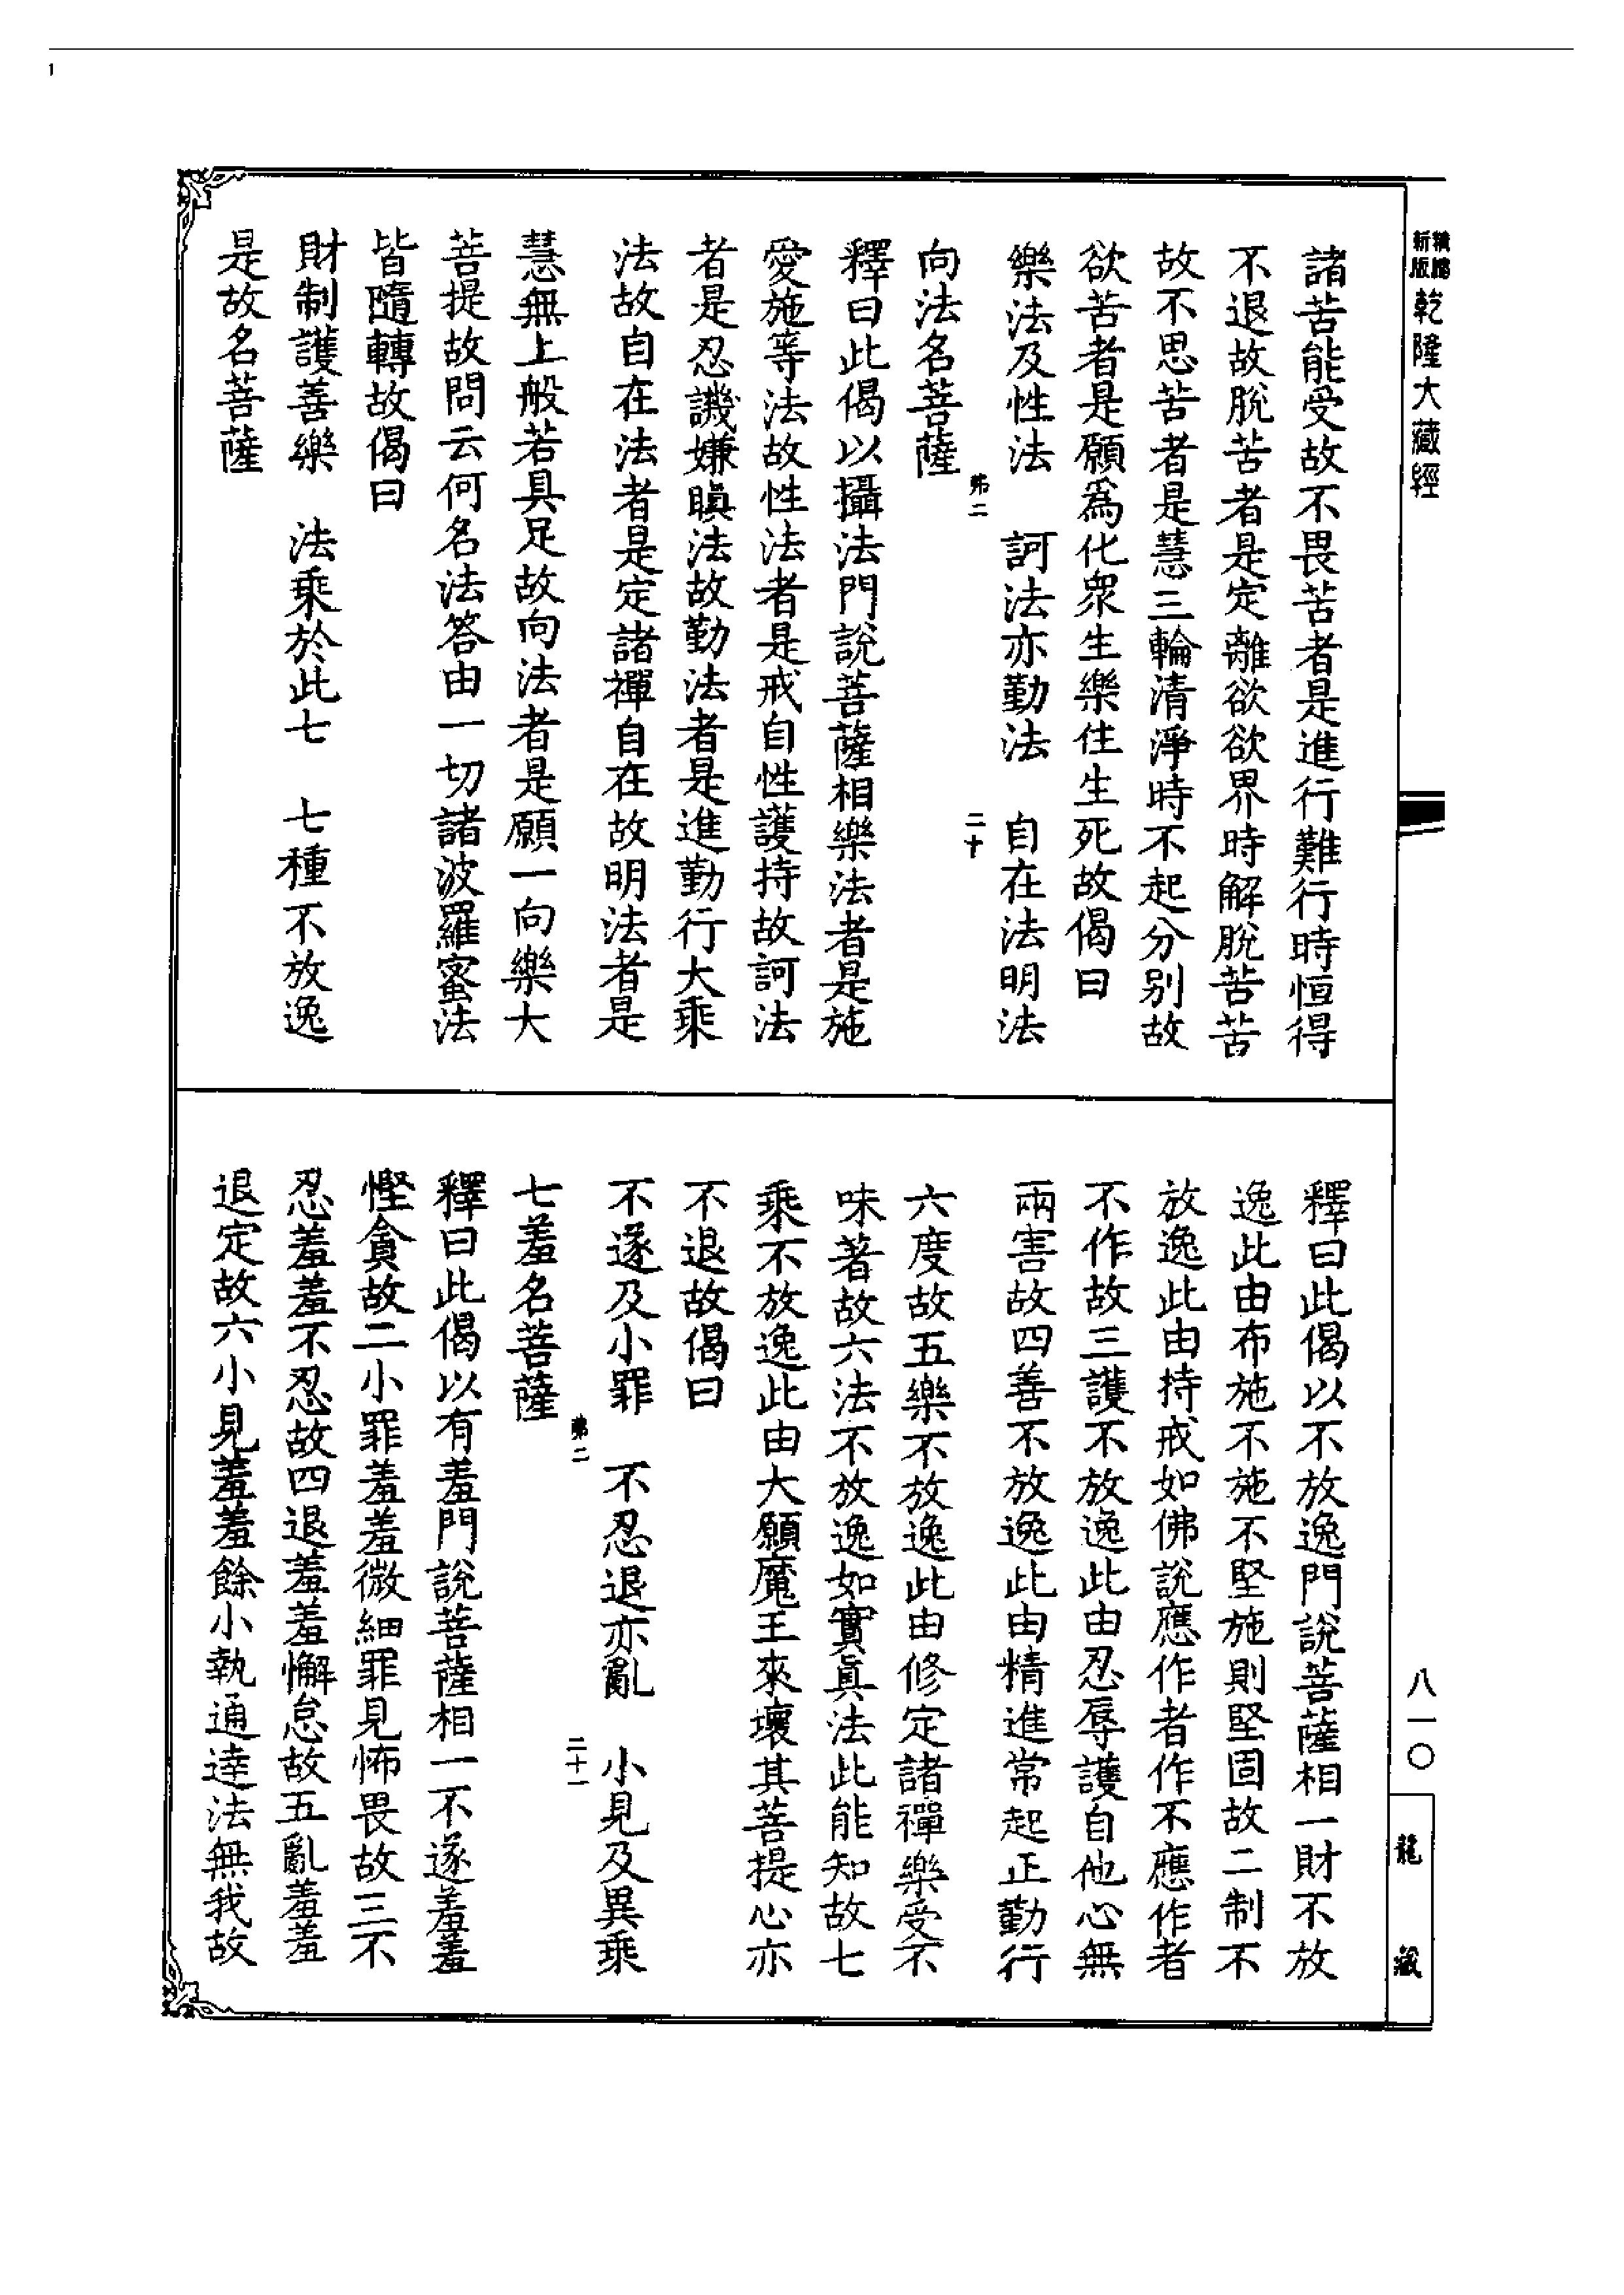 新版精雕乾隆大藏經
諸苦能受故不畏苦者是進行難行時恒得
不退故脫苦者是定離欲欲界時解脫苦苦
故不思苦者是慧三輪清淨時不起分別故
欲苦者是願爲化衆生樂住生死故偈曰
樂法及性法　訶法亦勤法　自在法明法
向法名菩薩　第二　二十
釋曰此偈以攝法門說菩薩相樂法者是施
愛施等法故性法者是戒自性護持故訶法
者是忍譏嫌瞋法故勤法者是進勤行大乘
法故自在法者是定諸禪自在故明法者是
慧無上般若具足故向法者是願一向樂大
菩提故問云何名法答由一切諸波羅蜜法
皆隨轉故偈曰
財制護善樂　法乘於此七　七種不放逸
是故名菩薩
釋曰此偈以不放逸門說菩薩相一財不放
逸此由布施不施不堅施則堅固故二制不
放逸此由持戒如佛說應作者作不應作者
不作故三護不放逸此由忍辱護自他心無
兩害故四善不放逸此由精進常起正勤行
六度故五樂不放逸此由修定諸禪樂受不
味著故六法不放逸如實真法此能知故七
乘不放逸此由大願魔王來壞其菩提心亦
不退故偈曰
不遂及小罪　不忍退亦亂　小見及異乘
七羞名菩薩　第二　二十一
釋曰此偈以有羞門說菩薩相一不遂羞羞
慳貪故二小罪羞羞微細罪見怖畏故三不
忍羞羞不忍故四退羞羞懈怠故五亂羞羞
退定故六小見羞羞餘小執通達法無我故
八一〇
龍藏